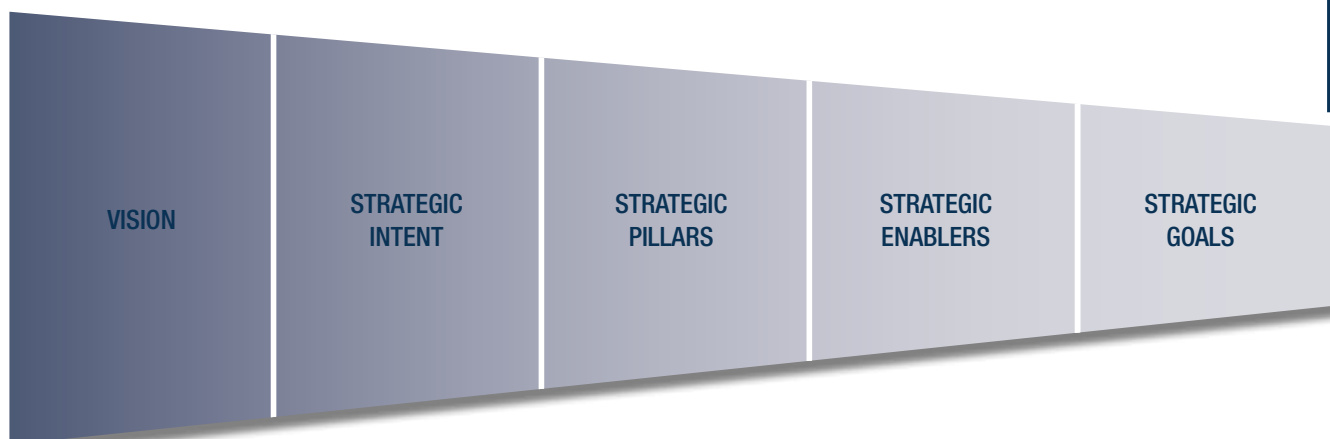 VISION
STRATEGIC
INTENT
STRATEGIC
PILLARS
STRATEGIC
ENABLERS
STRATEGIC
GOALS